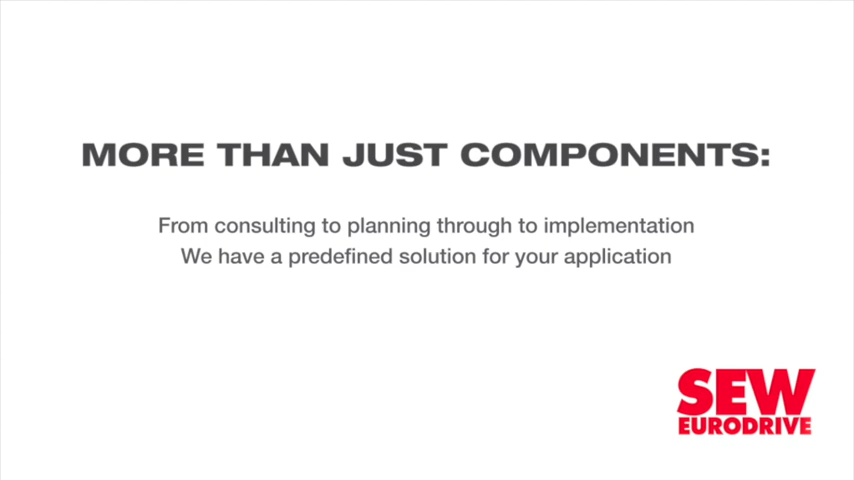 MORE THAN JUST COMPONENTS:
From consulting to planning through to implementation
We have a predefined solution for your application
SEW
EURODRIVE